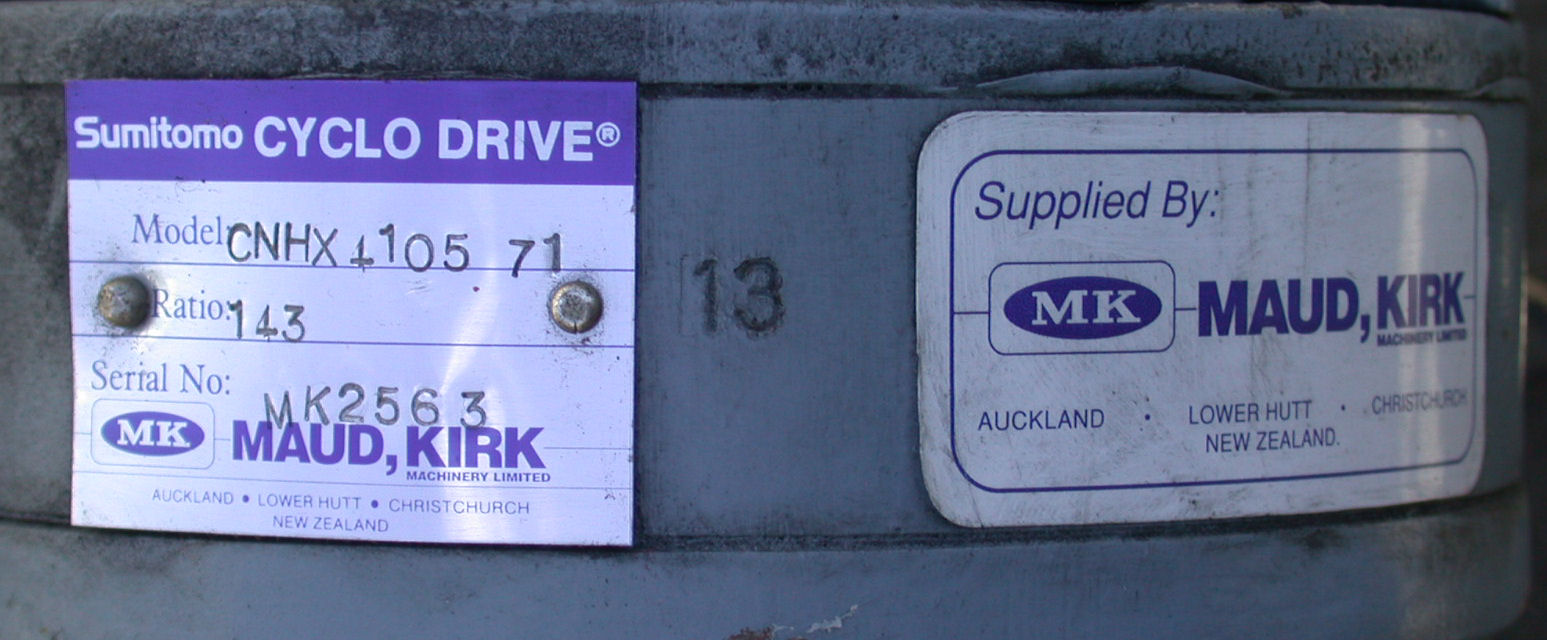 Sumitomo CYCLO DRIVE®
Model: CNHX 4105 71
Ratio: 143
Serial No: MK2563
MK MAUD, KIRK
MACHINERY LIMITED
AUCKLAND • LOWER HUTT • CHRISTCHURCH
NEW ZEALAND
13
Supplied By:
MK MAUD, KIRK
MACHINERY LIMITED
AUCKLAND · LOWER HUTT · CHRISTCHURCH
NEW ZEALAND.